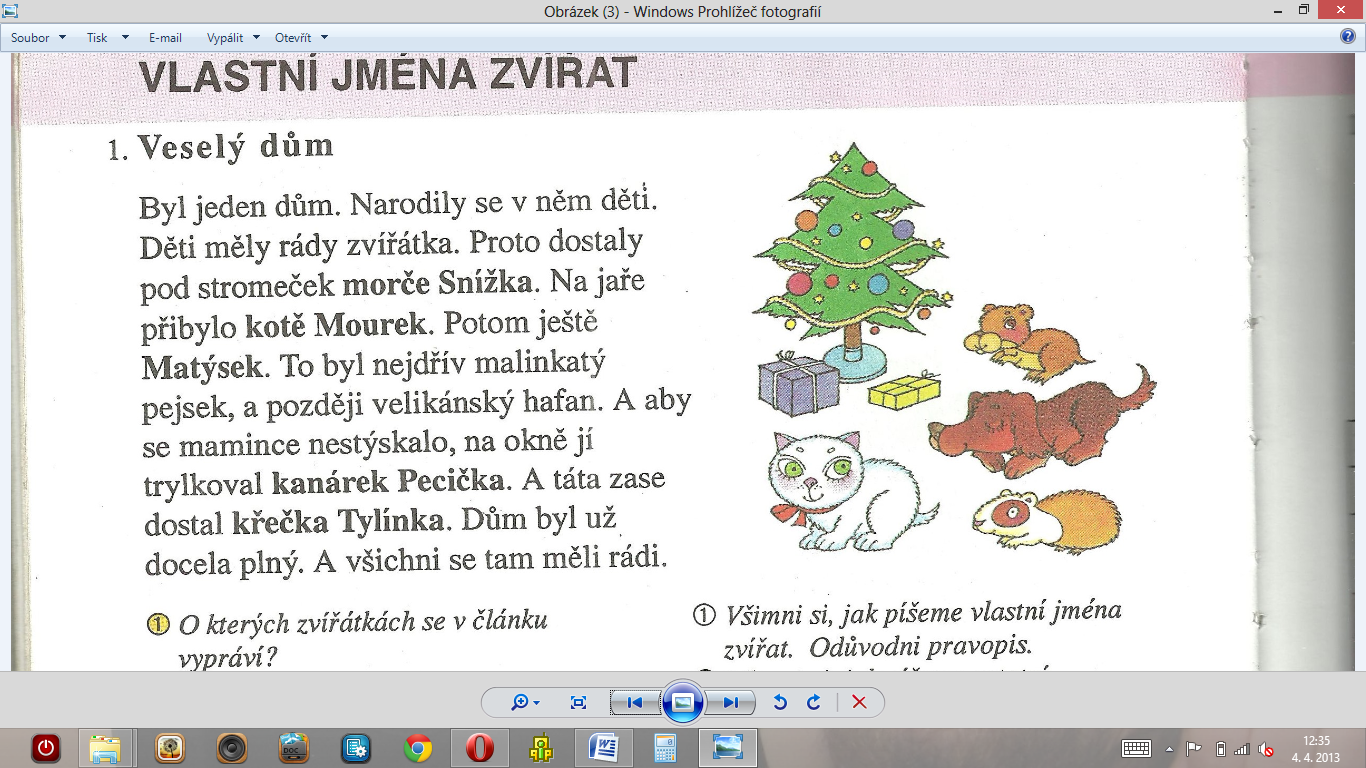 Obrázek (3) - Windows Prohlížeč fotografií
Soubor Tisk E-mail Vypálit Otevřít
VLASTNÍ JMÉNA ZVÍŘAT
1. Veselý dům
Byl jeden dům. Narodily se v něm děti.
Děti měly rády zvířátka. Proto dostaly
pod stromeček morče Snížka. Na jaře
přibylo kotě Mourek. Potom ještě
Matýsek. To byl nejdřív malinkatý
pejsek, a později velikánský hafan. A aby
se mamince nestýskalo, na okně jí
trylkoval kanárek Pecička. A táta zase
dostal křečka Tylínka. Dům byl už
docela plný. A všichni se tam měli rádi.
1 O kterých zvířátkách se v článku
vypráví?
1 Všimni si, jak píšeme vlastní jména
zvířat. Odůvodni pravopis.
DOC
12:35
4. 4. 2013